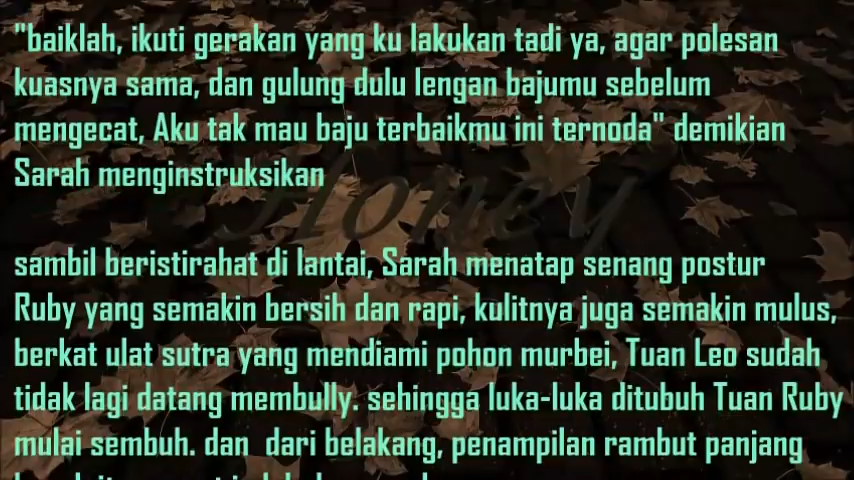 "baiklah, ikuti gerakan yang ku lakukan tadi ya, agar polesan
kuasnya sama, dan gulung dulu lengan bajumu sebelum
mengecat, Aku tak mau baju terbaikmu ini ternoda" demikian
Sarah menginstruksikan
Honey
sambil beristirahat di lantai, Sarah menatap senang postur
Ruby yang semakin bersih dan rapi, kulitnya juga semakin mulus,
berkat ulat sutra yang mendiami pohon murbei, Tuan Leo sudah
tidak lagi datang membully. sehingga luka-luka ditubuh Tuan Ruby
mulai sembuh. dan  dari belakang, penampilan rambut panjang